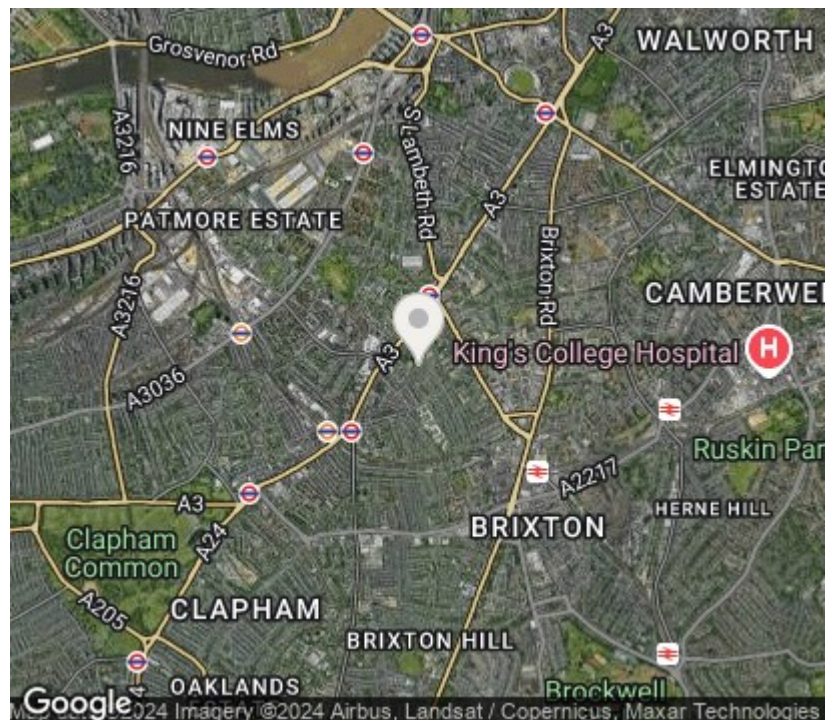 WALWORTH
Grosvenor Rd
A3
A3216
NINE ELMS
S Lambeth Rd
ELMINGTO
ESTATE
A3
PATMORE ESTATE
Brixton Rd
A3216
CAMBERWEL
King's College Hospital
H
A3
A3036
Ruskin Par
A2217
A3
BRIXTON
HERNE HILL
Clapham
Common
A24
A205
CLAPHAM
BRIXTON HILL
OAKLANDS
Brockwell
Google
2024 Imagery ©2024 Airbus, Landsat / Copernicus, Maxar Technologies